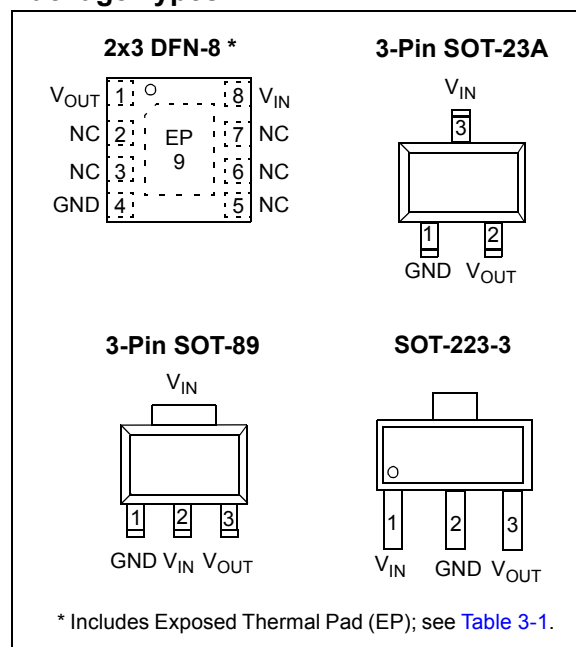 Package Types
2x3 DFN-8 *
VOUT 1 8 VIN
NC 2 7 NC
EP
9
NC 3 6 NC
GND 4 5 NC
3-Pin SOT-23A
VIN
3
1 2
GND VOUT
3-Pin SOT-89
VIN
1 2 3
GND VIN VOUT
SOT-223-3
1 2 3
VIN GND VOUT
* Includes Exposed Thermal Pad (EP); see Table 3-1.